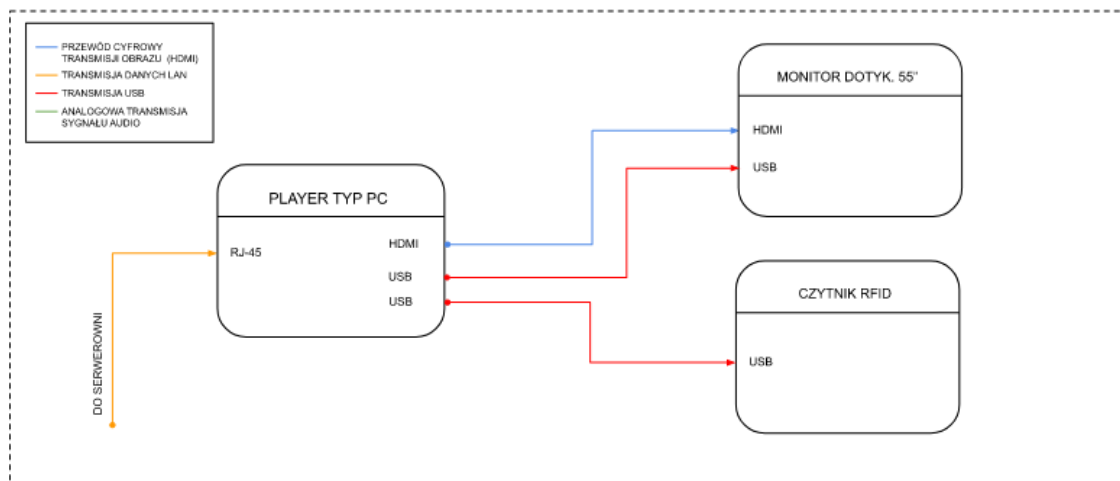 PRZEWÓD CYFROWY
TRANSMISJI OBRAZU (HDMI)
TRANSMISJA DANYCH LAN
TRANSMISJA USB
ANALOGOWA TRANSMISJA
SYGNAŁU AUDIO
MONITOR DOTYK. 55"
HDMI
USB
PLAYER TYP PC
RJ-45
HDMI
USB
USB
CZYTNIK RFID
USB
DO SERWEROWNI